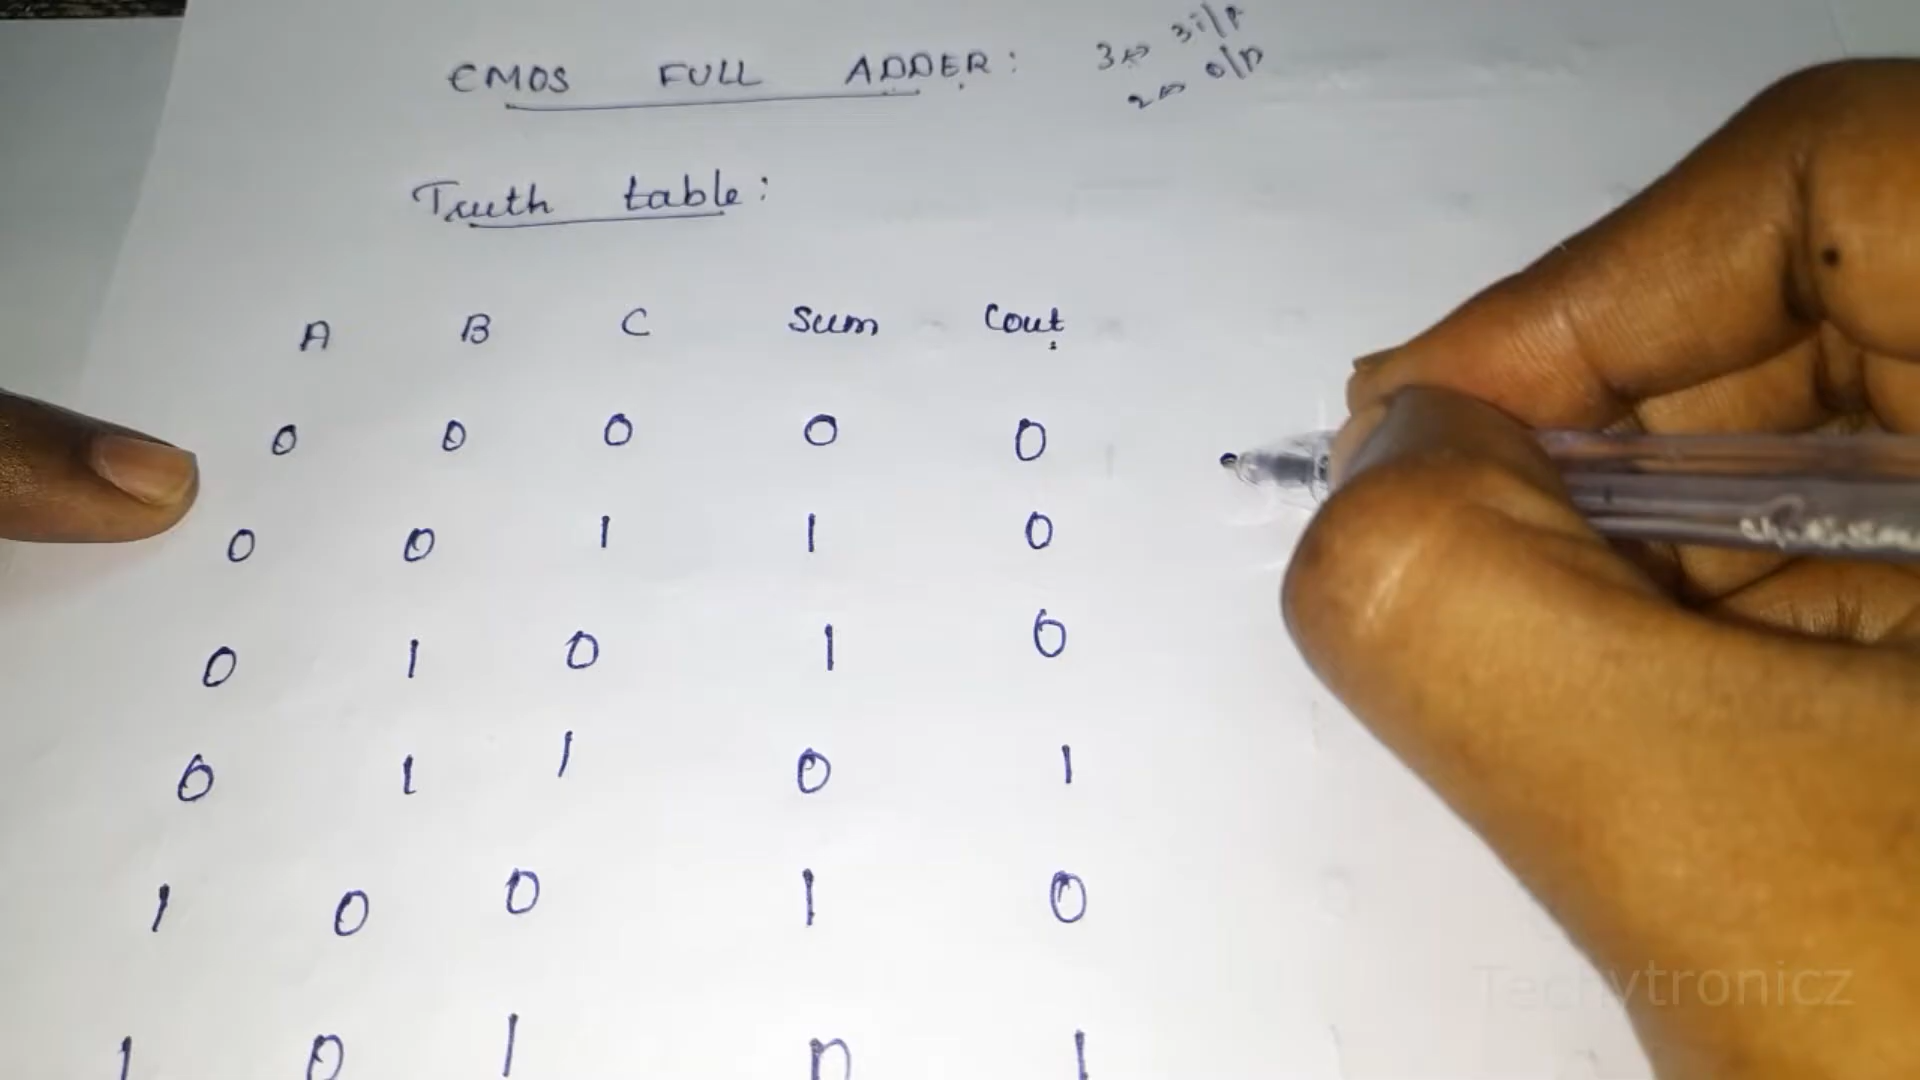 CMOS FULL ADDER: 3 3i/p
2 o/p
Truth table:
A B C Sum Cout
0 0 0 0 0
0 0 1 1 0
0 1 0 1 0
0 1 1 0 1
1 0 0 1 0
1 0 1 0 1
Techytronicz